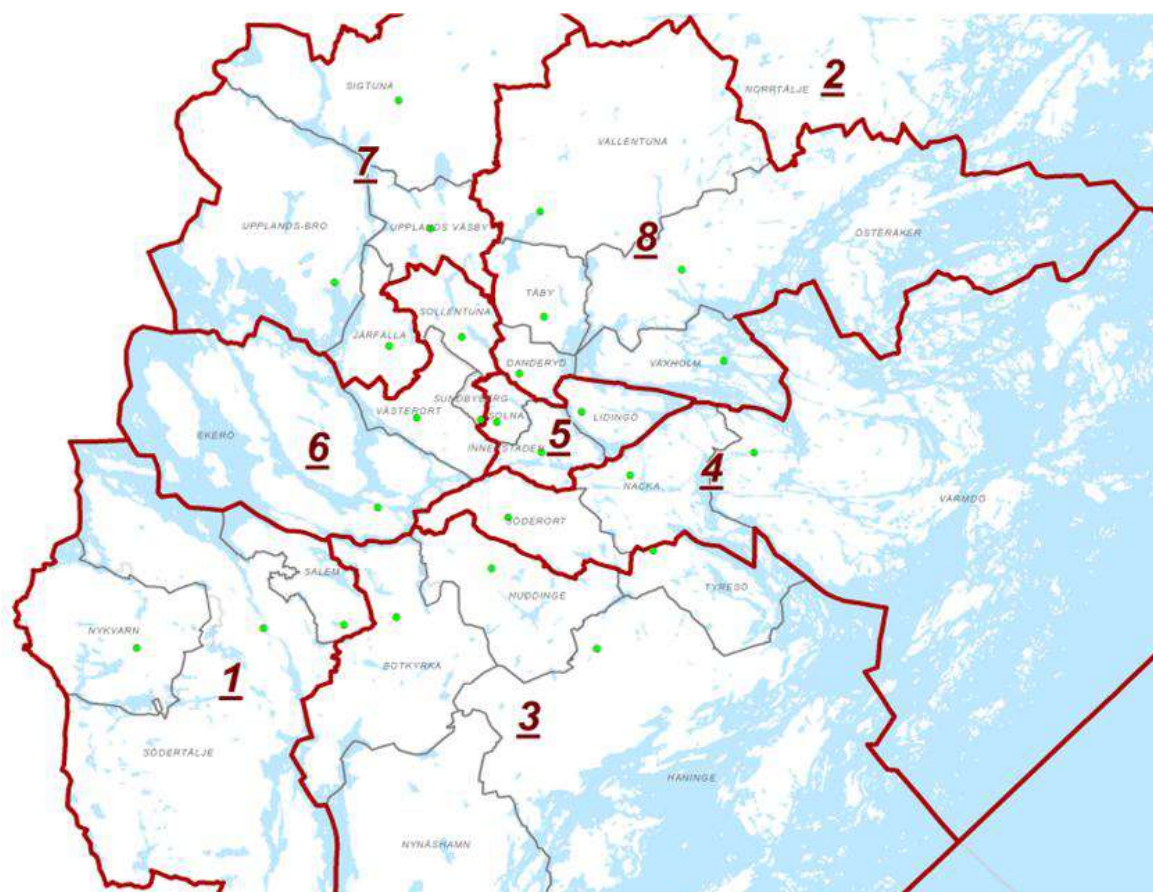 2
SIGTUNA
NORRTÄLJE
VALLENTUNA
7
UPPLANDS-BRO
UPPLANDS VÄSBY
8
ÖSTERÅKER
TÄBY
SOLLENTUNA
JÄRFÄLLA
DANDERYD
VAXHOLM
SUNDBYBERG
VÄSTERORT
SOLNA
LIDINGÖ
EKERÖ
6
INNERSTADEN
5
4
NACKA
VÄRMDÖ
SÖDERORT
SALEM
HUDDINGE
TYRESÖ
NYKVARN
BOTKYRKA
1
3
SÖDERTÄLJE
HANINGE
NYNÄSHAMN